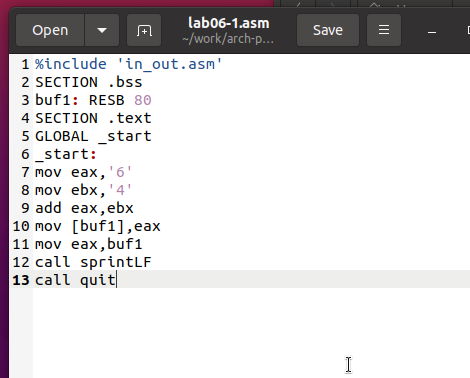 Open lab06-1.asm Save
~/work/arch-p...
1 %include 'in_out.asm'
2 SECTION .bss
3 buf1: RESB 80
4 SECTION .text
5 GLOBAL _start
6 _start:
7 mov eax,'6'
8 mov ebx,'4'
9 add eax,ebx
10 mov [buf1],eax
11 mov eax,buf1
12 call sprintLF
13 call quit